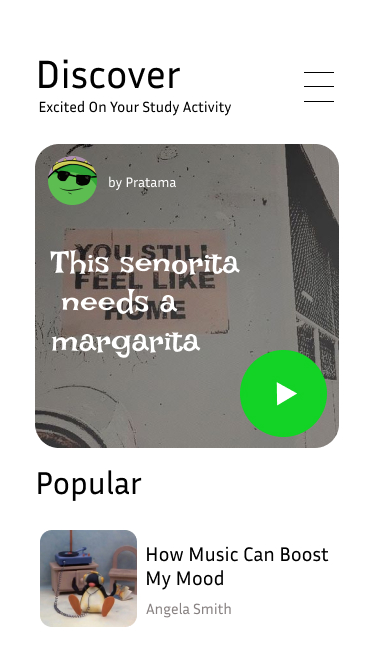 Discover
Excited On Your Study Activity
by Pratama
YOU STILL
FEEL LIKE
HOME
This senorita
needs a
margarita
Popular
How Music Can Boost
My Mood
Angela Smith